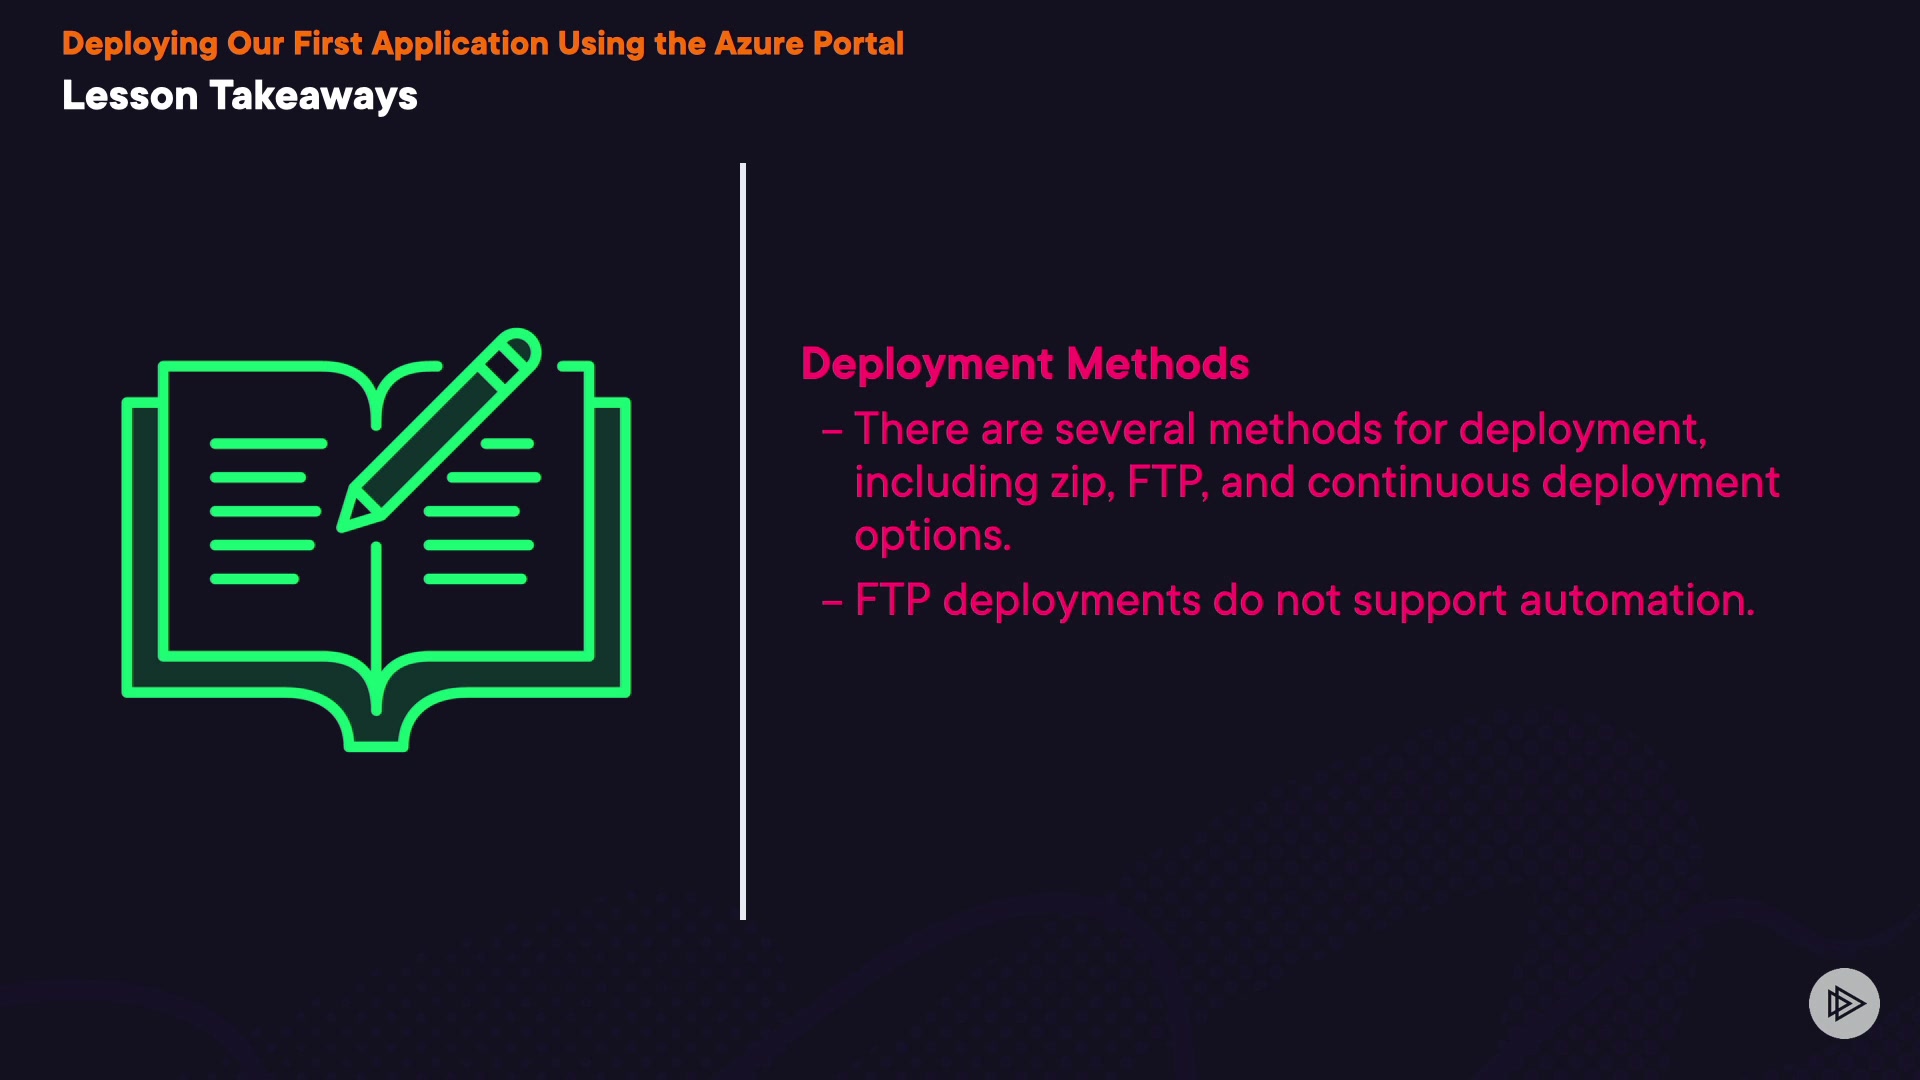 Deploying Our First Application Using the Azure Portal
Lesson Takeaways
Deployment Methods
– There are several methods for deployment,
including zip, FTP, and continuous deployment
options.
– FTP deployments do not support automation.